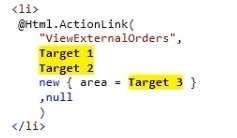 <li>
@Html.ActionLink(
"ViewExternalOrders",
Target 1
Target 2
new { area = Target 3 }
,null
)
</li>